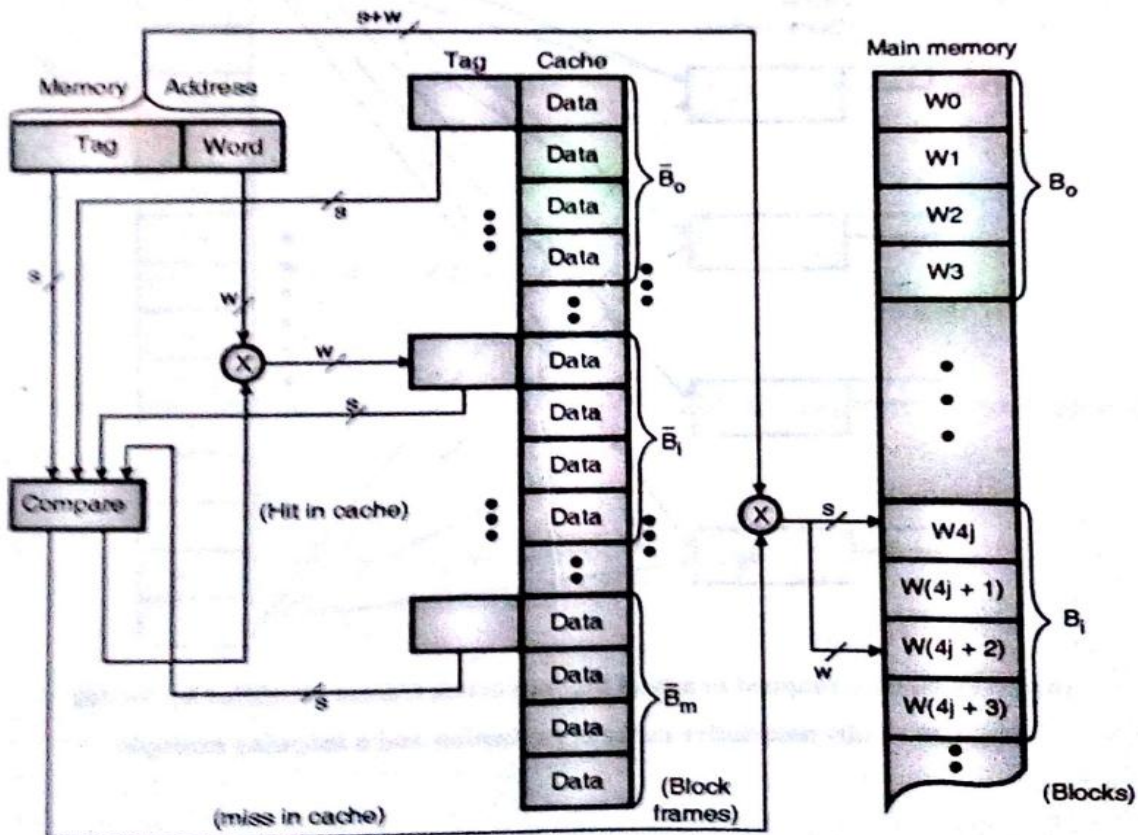 s+w
Main memory
Tag
Cache
Memory Address
Tag
Word
Data
Data
Data
Data
B̅o
W0
W1
W2
W3
Bo
s
s
w
X
w
Data
Data
Data
Data
B̅i
s
Compare
(Hit in cache)
X
s
w
W4j
W(4j + 1)
W(4j + 2)
W(4j + 3)
Bj
Data
Data
Data
Data
B̅m
s
(Block
frames)
(Blocks)
(miss in cache)